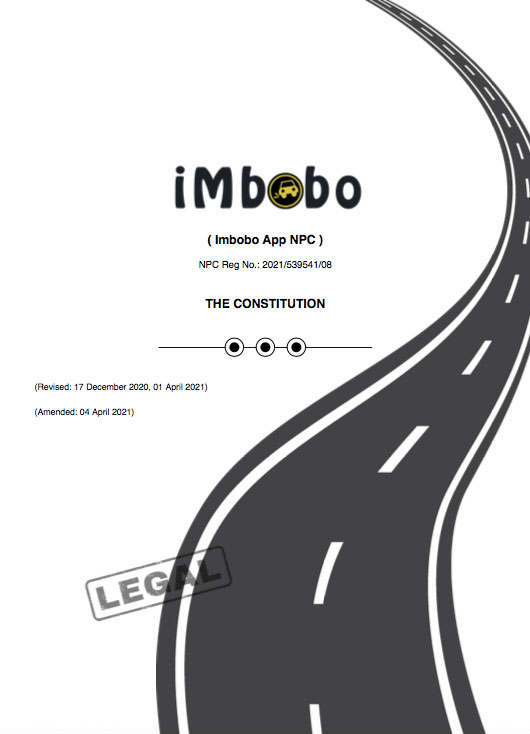 iMbobo
( Imbobo App NPC )
NPC Reg No.: 2021/539541/08
THE CONSTITUTION
(Revised: 17 December 2020, 01 April 2021)
(Amended: 04 April 2021)
LEGAL